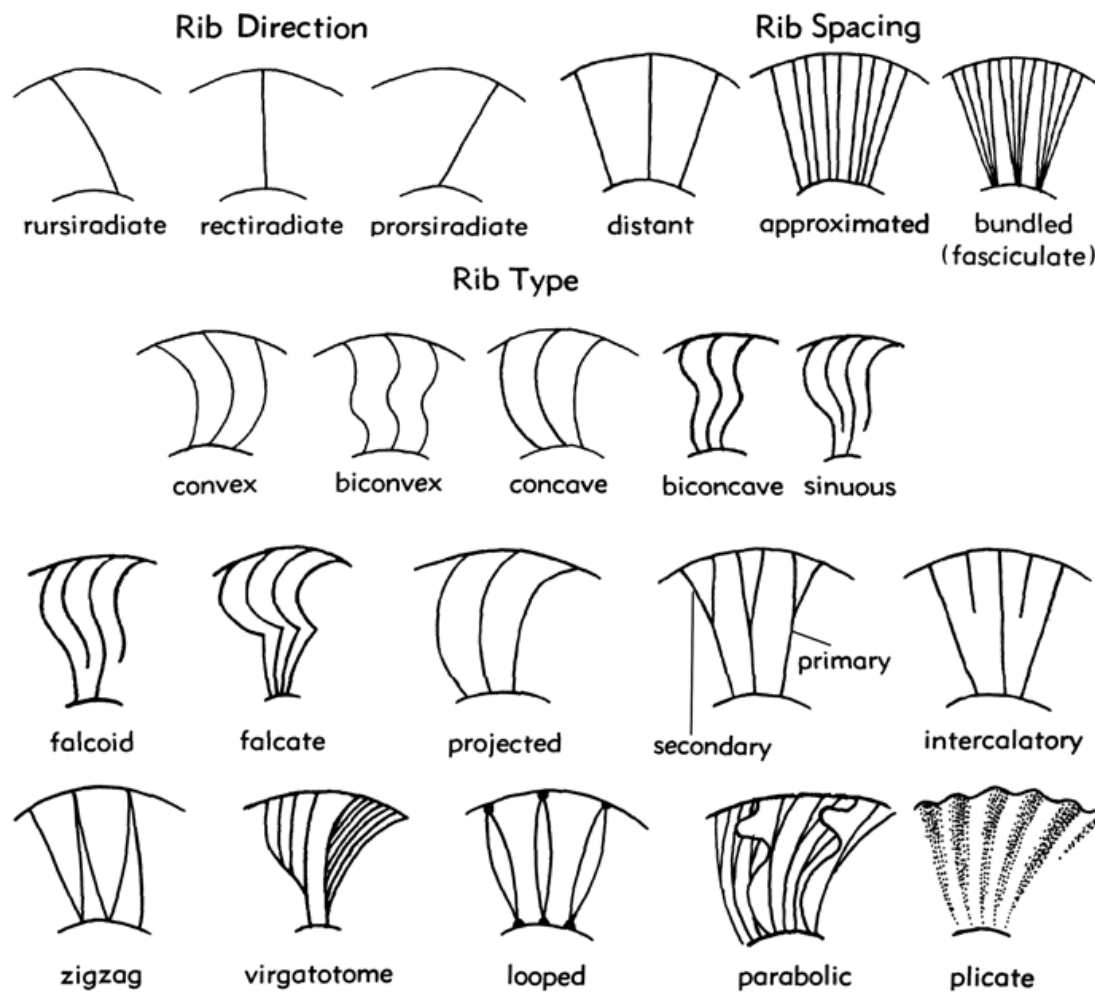 Rib Direction
Rib Spacing
rursiradiate
rectiradiate
prorsiradiate
distant
approximated
bundled
(fasciculate)
Rib Type
convex
biconvex
concave
biconcave
sinuous
primary
falcoid
falcate
projected
secondary
intercalatory
zigzag
virgatotome
looped
parabolic
plicate